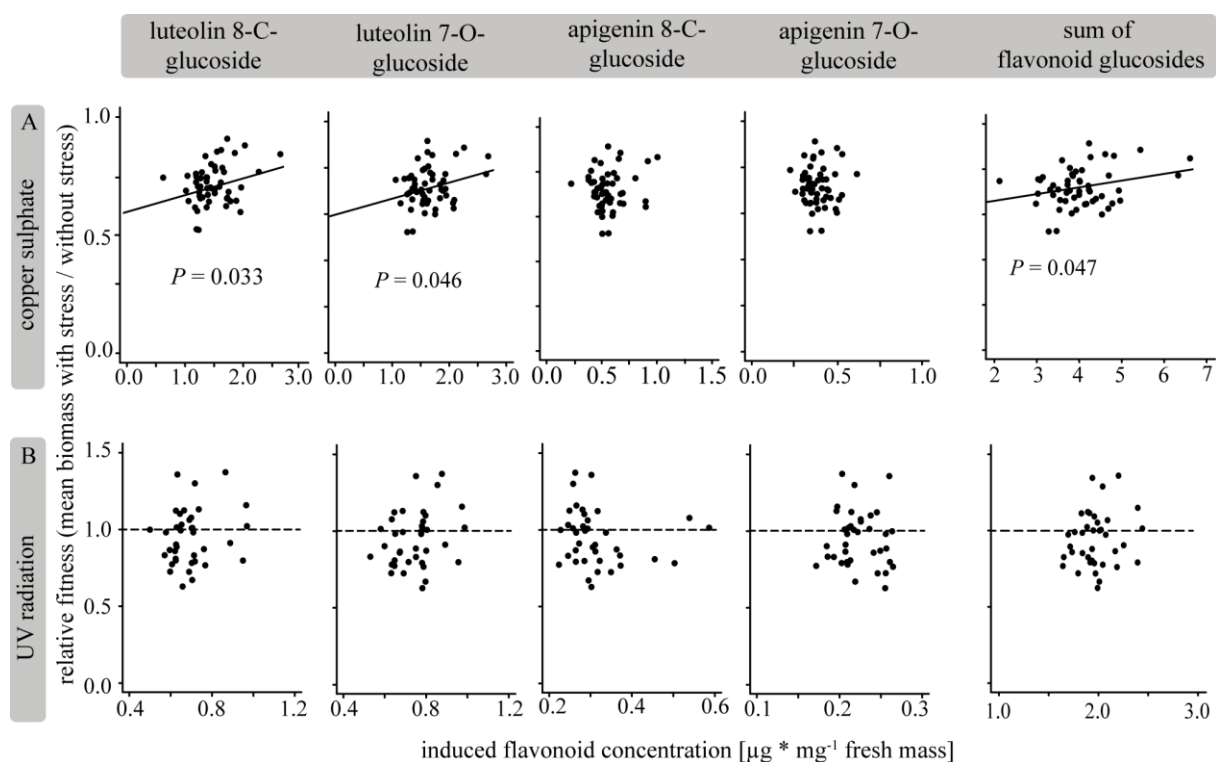 luteolin 8-C-
glucoside
luteolin 7-O-
glucoside
apigenin 8-C-
glucoside
apigenin 7-O-
glucoside
sum of
flavonoid glucosides
A
copper sulphate
relative fitness (mean biomass with stress / without stress)
1.0
0.5
0.0
P = 0.033
P = 0.046
P = 0.047
0.0 1.0 2.0 3.0
0.0 1.0 2.0 3.0
0.0 0.5 1.0 1.5
0.0 0.5 1.0
2 3 4 5 6 7
B
UV radiation
1.5
1.0
0.5
0.0
0.4 0.8 1.2
0.4 0.8 1.2
0.2 0.4 0.6
0.1 0.2 0.3
1.0 2.0 3.0
induced flavonoid concentration [µg * mg⁻¹ fresh mass]